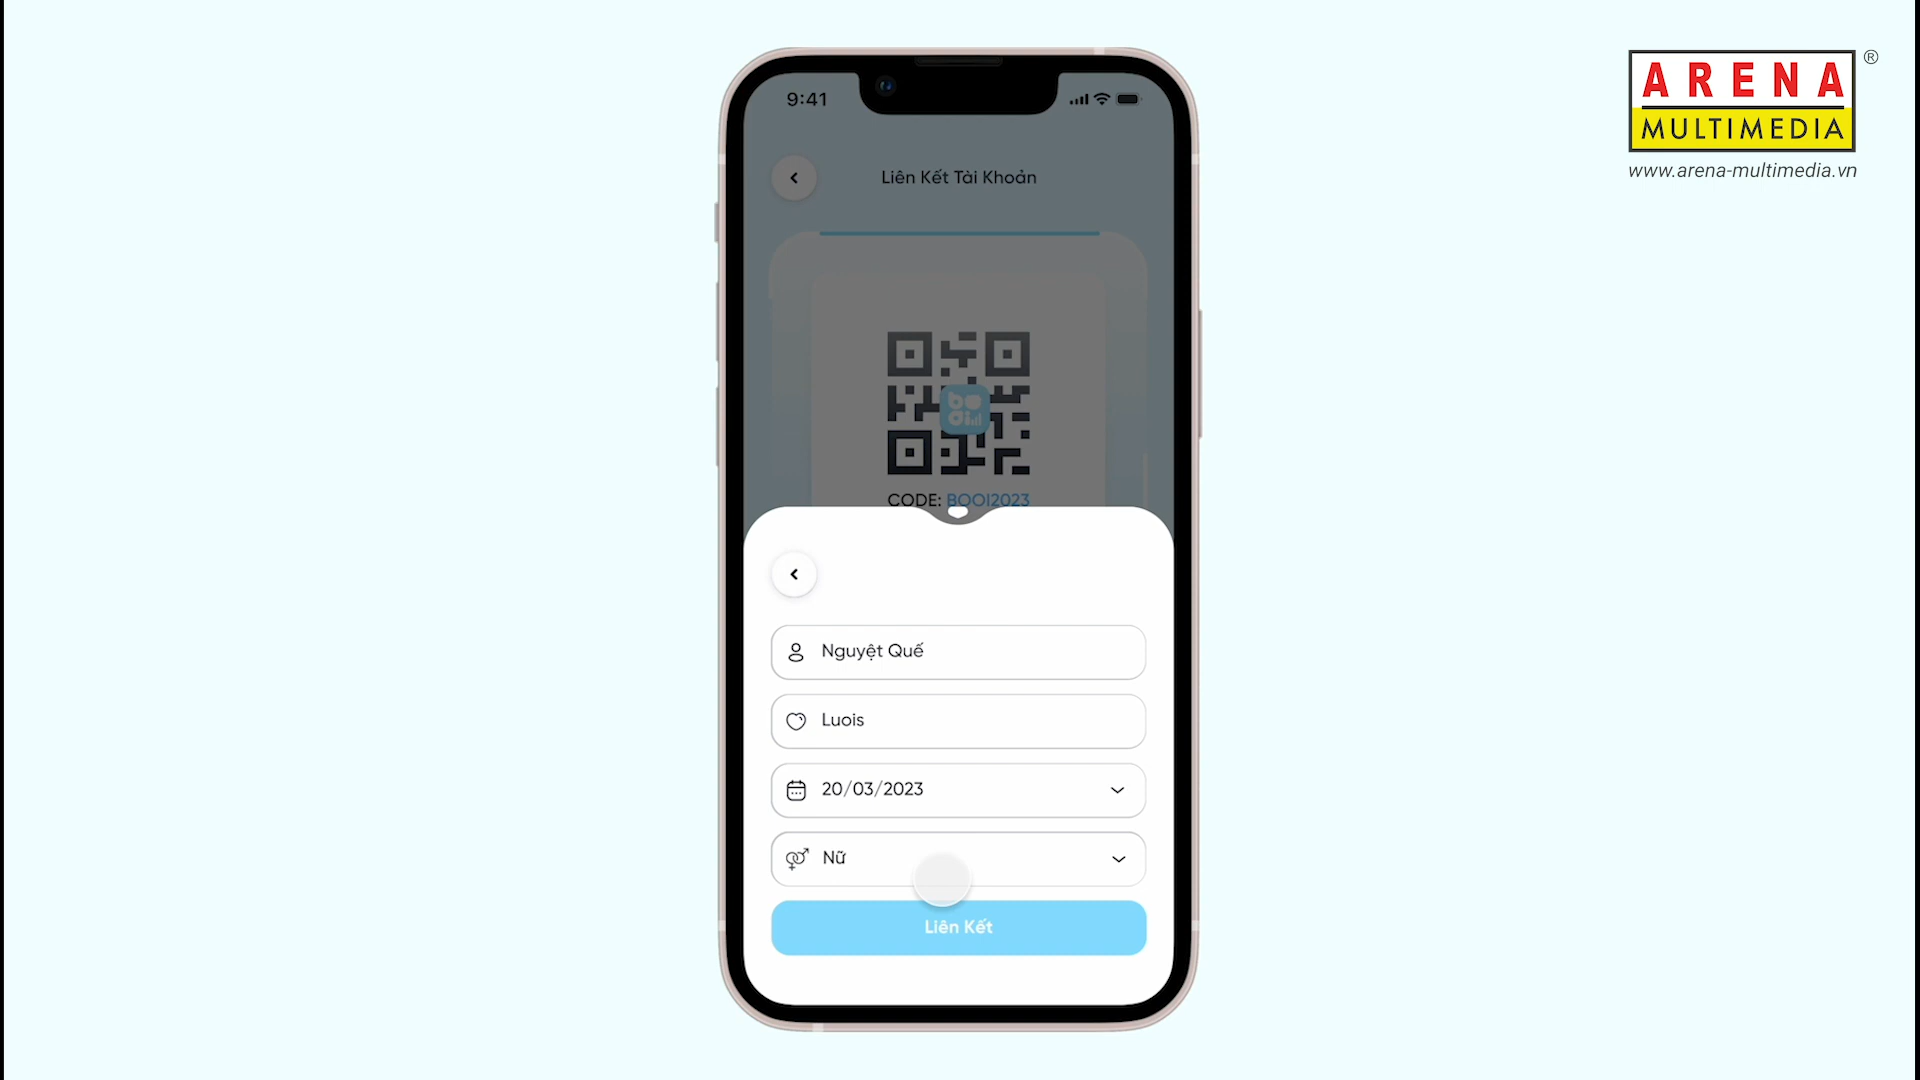 ARENA
MULTIMEDIA
®
www.arena-multimedia.vn
9:41
Liên Kết Tài Khoản
CODE: BOOI2023
Nguyệt Quế
Luois
20/03/2023
Nữ
Liên Kết